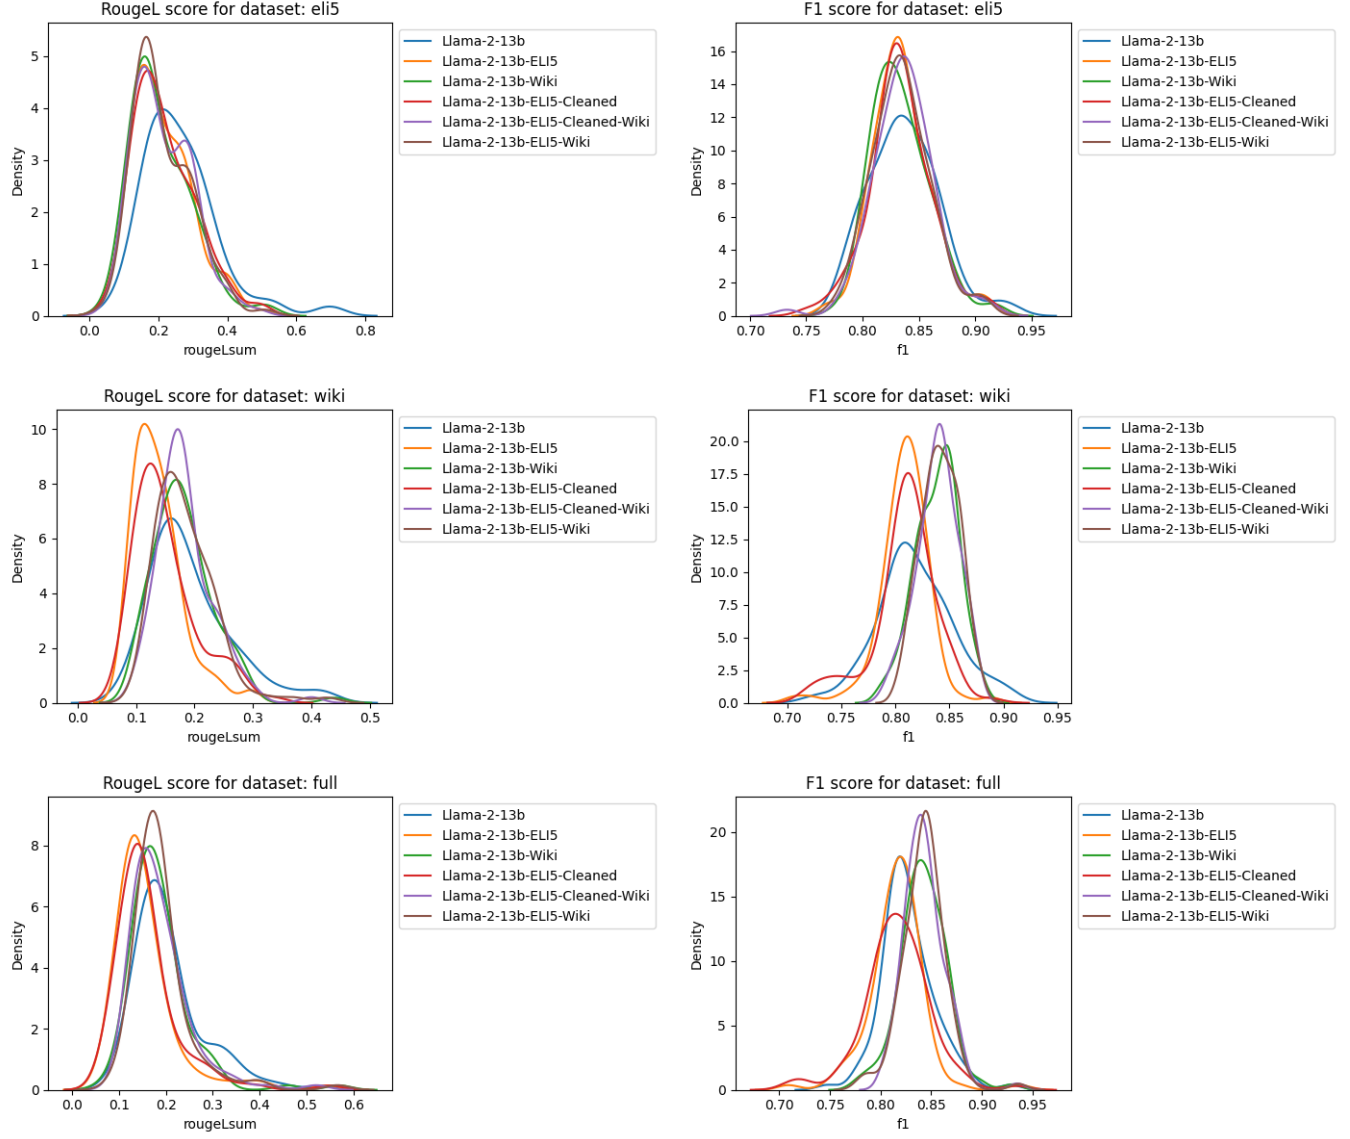 RougeL score for dataset: eli5
Density
5
4
3
2
1
0
0.0 0.2 0.4 0.6 0.8
rougeLsum
Llama-2-13b
Llama-2-13b-ELI5
Llama-2-13b-Wiki
Llama-2-13b-ELI5-Cleaned
Llama-2-13b-ELI5-Cleaned-Wiki
Llama-2-13b-ELI5-Wiki
F1 score for dataset: eli5
Density
16
14
12
10
8
6
4
2
0
0.70 0.75 0.80 0.85 0.90 0.95
f1
Llama-2-13b
Llama-2-13b-ELI5
Llama-2-13b-Wiki
Llama-2-13b-ELI5-Cleaned
Llama-2-13b-ELI5-Cleaned-Wiki
Llama-2-13b-ELI5-Wiki
RougeL score for dataset: wiki
Density
10
8
6
4
2
0
0.0 0.1 0.2 0.3 0.4 0.5
rougeLsum
Llama-2-13b
Llama-2-13b-ELI5
Llama-2-13b-Wiki
Llama-2-13b-ELI5-Cleaned
Llama-2-13b-ELI5-Cleaned-Wiki
Llama-2-13b-ELI5-Wiki
F1 score for dataset: wiki
Density
20.0
17.5
15.0
12.5
10.0
7.5
5.0
2.5
0.0
0.70 0.75 0.80 0.85 0.90 0.95
f1
Llama-2-13b
Llama-2-13b-ELI5
Llama-2-13b-Wiki
Llama-2-13b-ELI5-Cleaned
Llama-2-13b-ELI5-Cleaned-Wiki
Llama-2-13b-ELI5-Wiki
RougeL score for dataset: full
Density
8
6
4
2
0
0.0 0.1 0.2 0.3 0.4 0.5 0.6
rougeLsum
Llama-2-13b
Llama-2-13b-ELI5
Llama-2-13b-Wiki
Llama-2-13b-ELI5-Cleaned
Llama-2-13b-ELI5-Cleaned-Wiki
Llama-2-13b-ELI5-Wiki
F1 score for dataset: full
Density
20
15
10
5
0
0.70 0.75 0.80 0.85 0.90 0.95
f1
Llama-2-13b
Llama-2-13b-ELI5
Llama-2-13b-Wiki
Llama-2-13b-ELI5-Cleaned
Llama-2-13b-ELI5-Cleaned-Wiki
Llama-2-13b-ELI5-Wiki